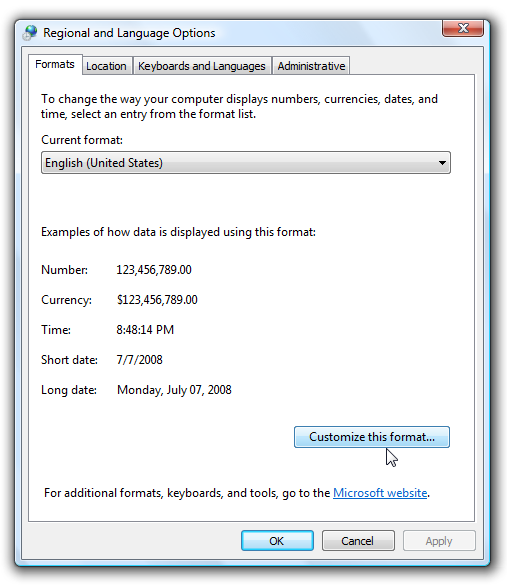 Regional and Language Options
Formats
Location
Keyboards and Languages
Administrative
To change the way your computer displays numbers, currencies, dates, and
time, select an entry from the format list.
Current format:
English (United States)
Examples of how data is displayed using this format:
Number: 123,456,789.00
Currency: $123,456,789.00
Time: 8:48:14 PM
Short date: 7/7/2008
Long date: Monday, July 07, 2008
Customize this format...
For additional formats, keyboards, and tools, go to the Microsoft website.
OK
Cancel
Apply